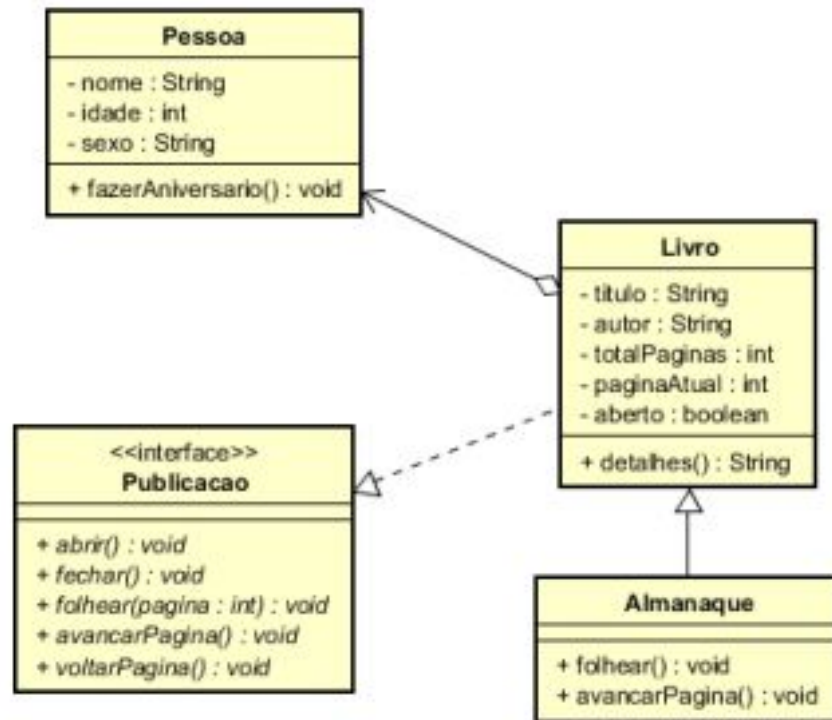 Pessoa
- nome : String
- idade : int
- sexo : String
+ fazerAniversario() : void
Livro
- titulo : String
- autor : String
- totalPaginas : int
- paginaAtual : int
- aberto : boolean
+ detalhes() : String
<<interface>>
Publicacao
+ abrir() : void
+ fechar() : void
+ folhear(pagina : int) : void
+ avancarPagina() : void
+ voltarPagina() : void
Almanaque
+ folhear() : void
+ avancarPagina() : void